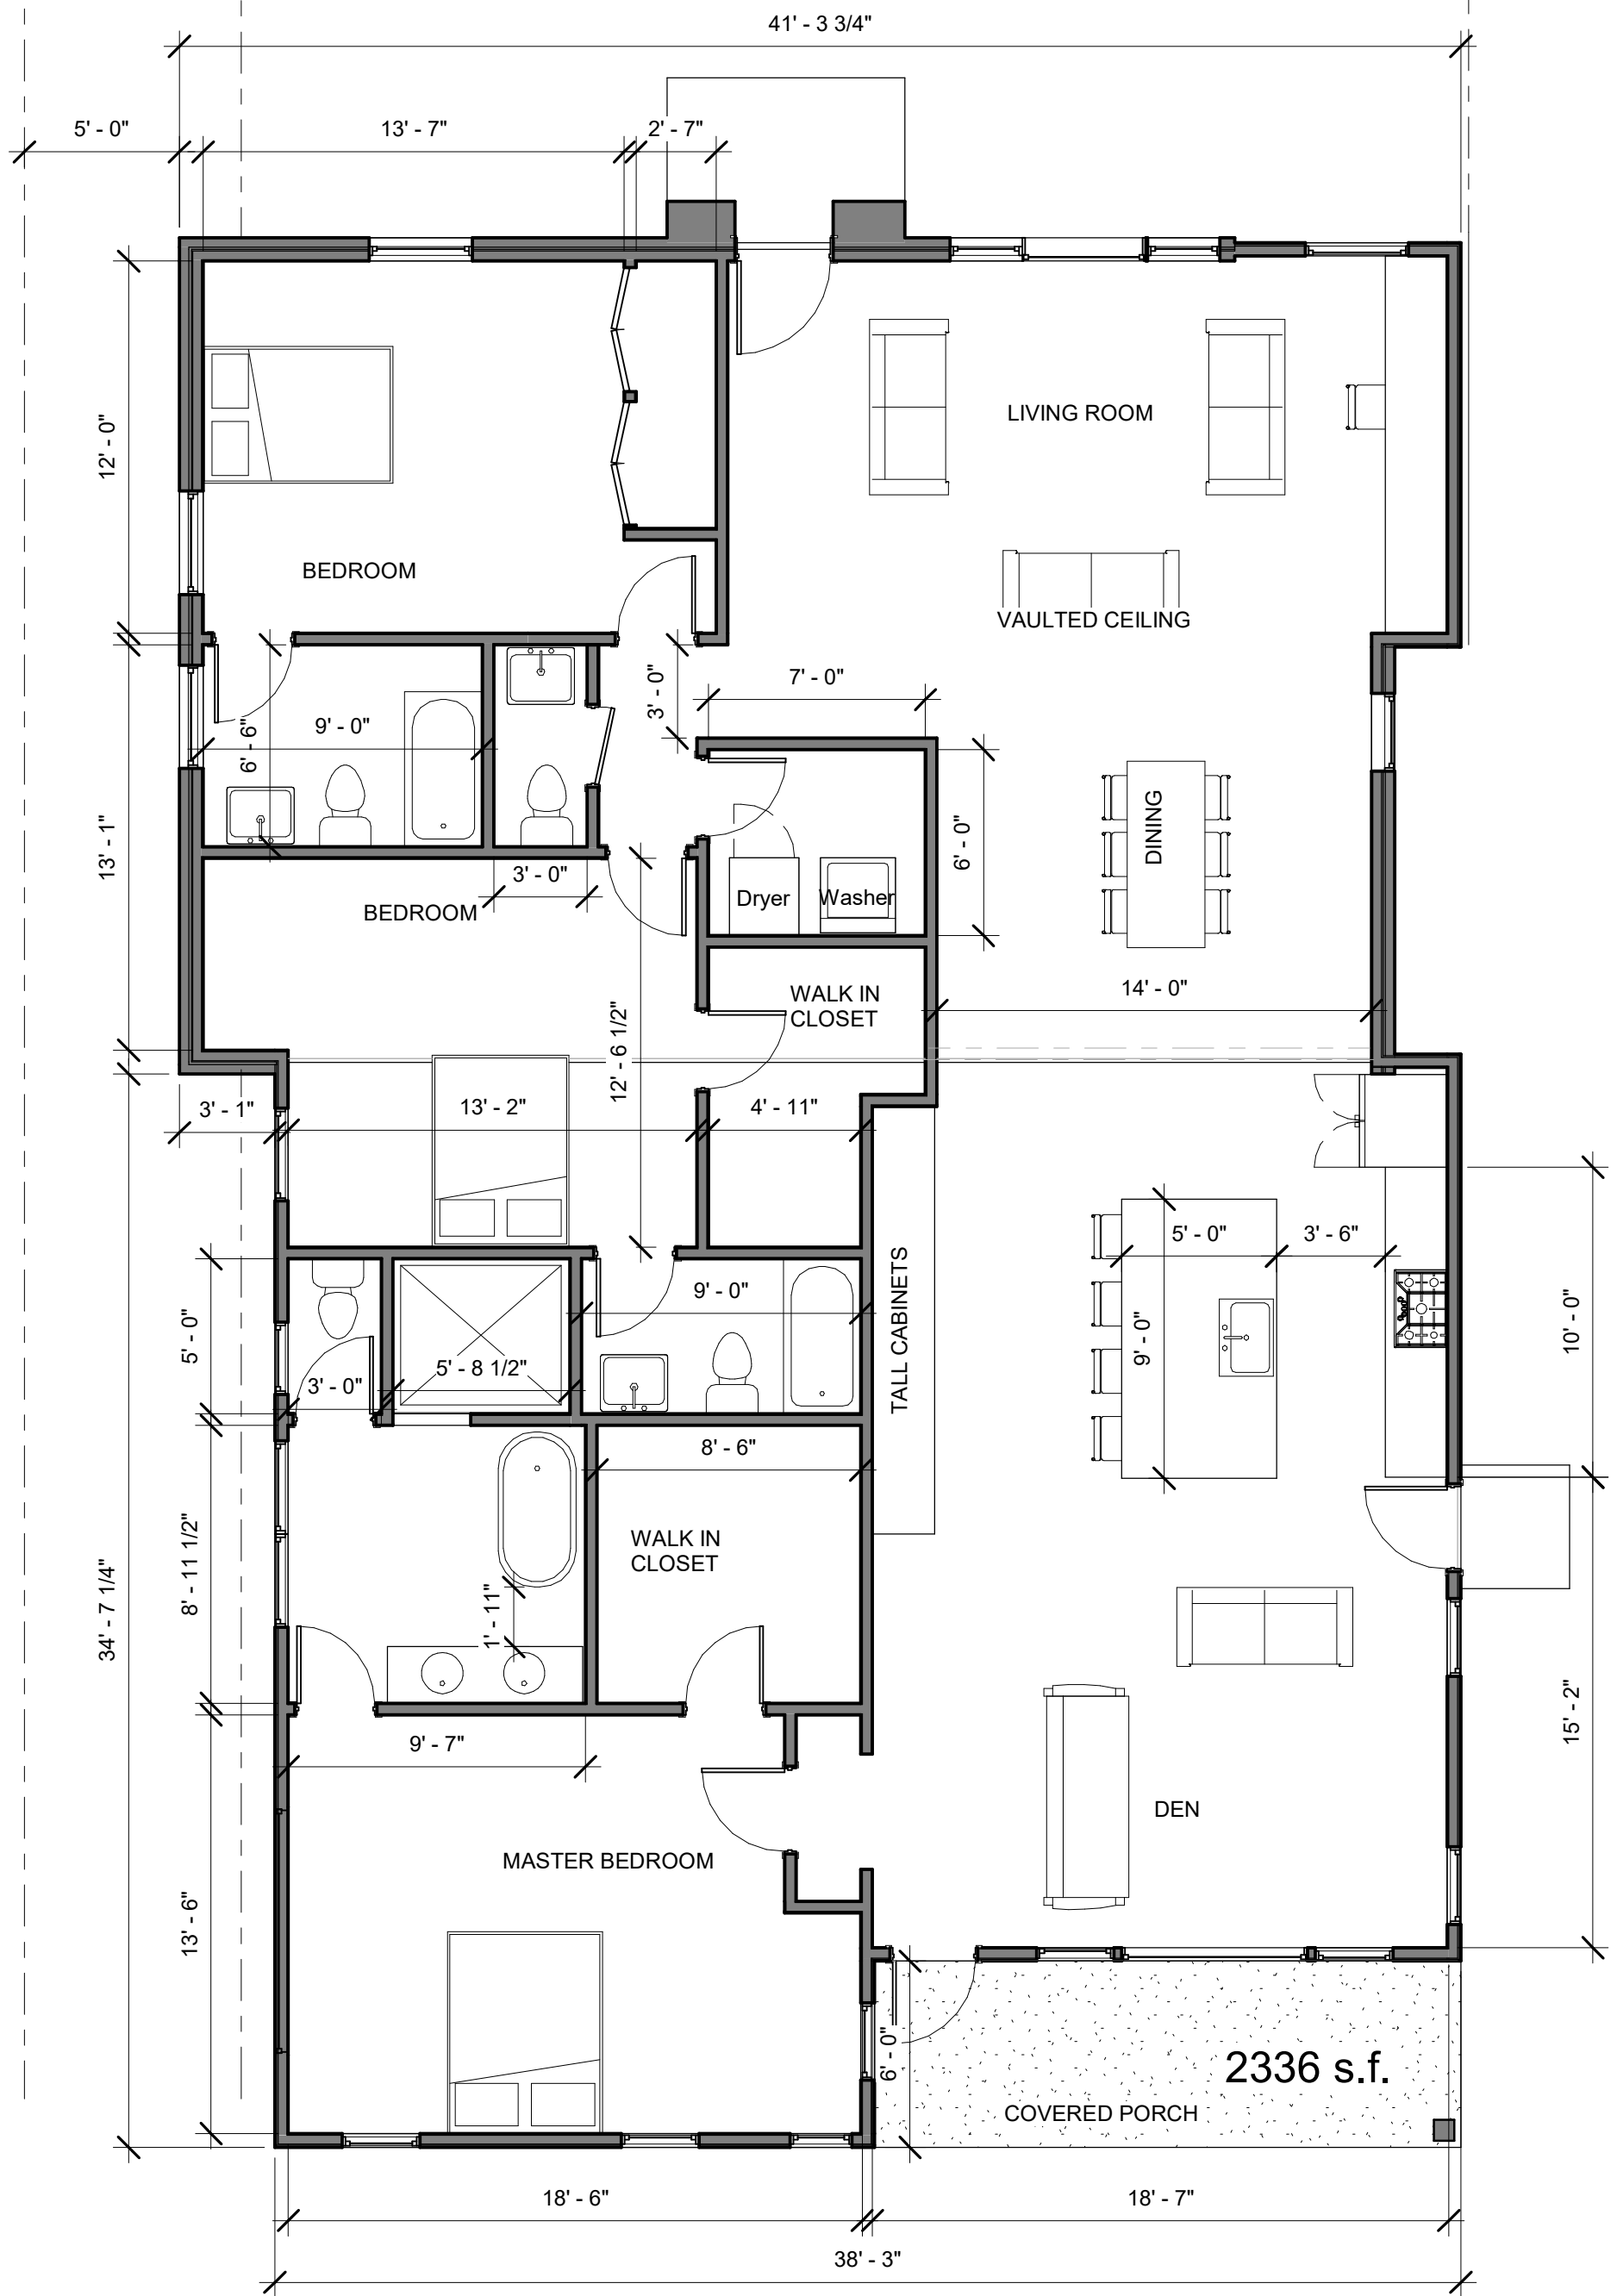 41' - 3 3/4"
5' - 0"
13' - 7"
2' - 7"
12' - 0"
LIVING ROOM
BEDROOM
VAULTED CEILING
3' - 0"
7' - 0"
6' - 6"
9' - 0"
13' - 1"
6' - 0"
DINING
3' - 0"
Dryer
Washer
BEDROOM
WALK IN
CLOSET
14' - 0"
12' - 6 1/2"
3' - 1"
13' - 2"
4' - 11"
5' - 0"
3' - 6"
TALL CABINETS
9' - 0"
9' - 0"
10' - 0"
5' - 0"
5' - 8 1/2"
3' - 0"
8' - 6"
WALK IN
CLOSET
8' - 11 1/2"
34' - 7 1/4"
1' - 11"
15' - 2"
9' - 7"
DEN
MASTER BEDROOM
13' - 6"
6' - 0"
2336 s.f.
COVERED PORCH
18' - 6"
18' - 7"
38' - 3"